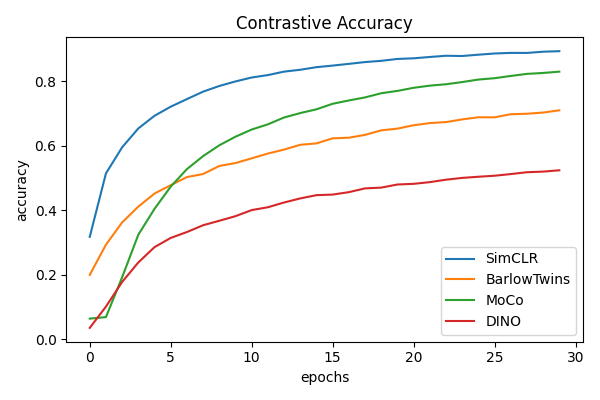 Contrastive Accuracy
accuracy
0.8
0.6
0.4
0.2
0.0
SimCLR
BarlowTwins
MoCo
DINO
0 5 10 15 20 25 30
epochs